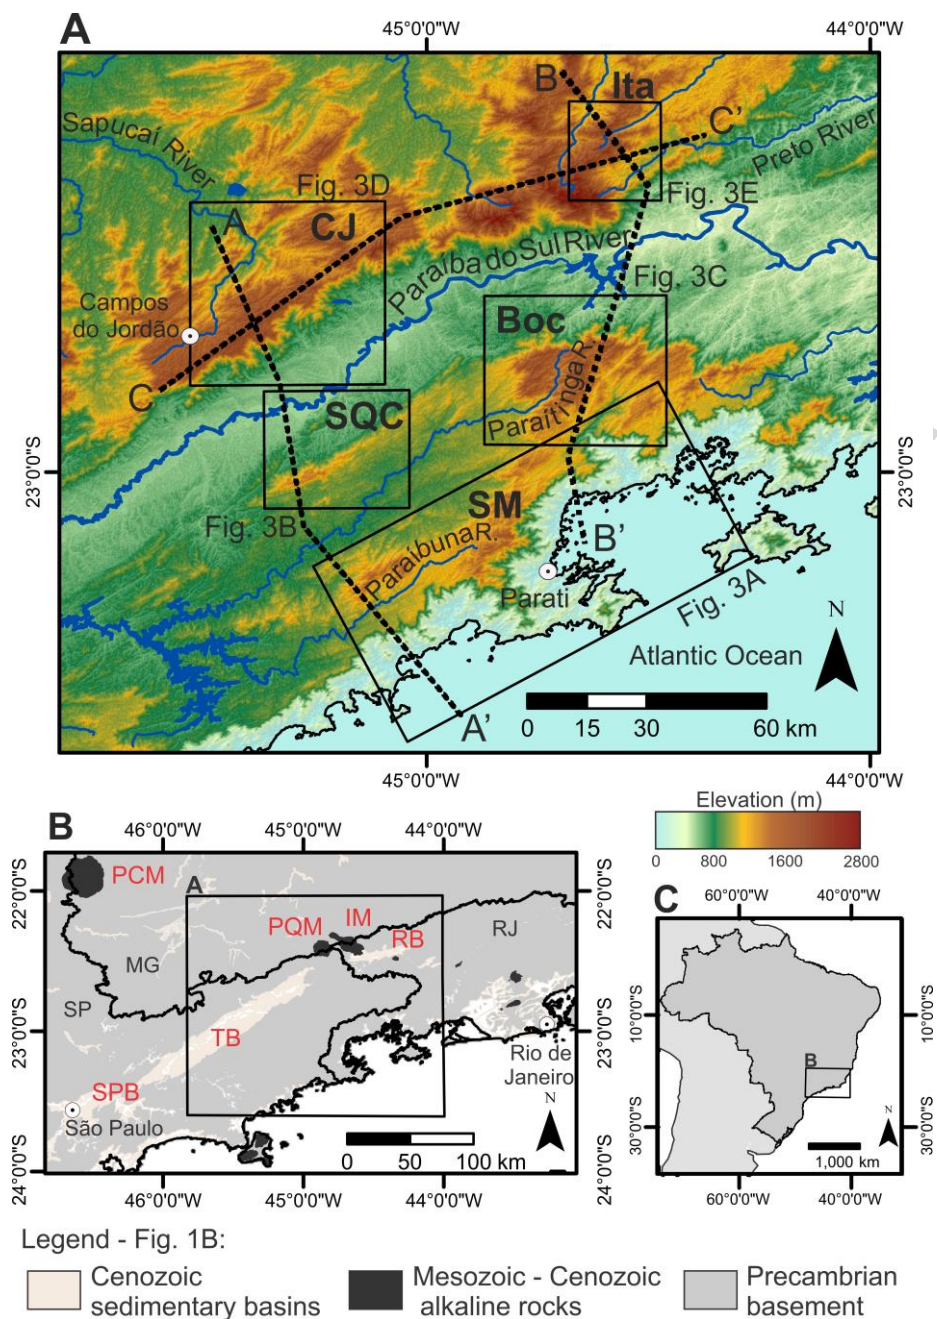 A
45°0'0"W
44°0'0"W
B
Ita
Sapucaí River
C'
Preto River
Fig. 3D
Fig. 3E
A
CJ
Paraíba do Sul River
Fig. 3C
Campos
do Jordão
Boc
C
SQC
Paraitinga R.
23°0'0"S
23°0'0"S
SM
Fig. 3B
Paraibuna R.
B'
Parati
Fig. 3A
N
Atlantic Ocean
A'
0 15 30 60 km
45°0'0"W
44°0'0"W
Elevation (m)
0 800 1600 2800
B
46°0'0"W
45°0'0"W
44°0'0"W
22°0'0"S
22°0'0"S
PCM
A
PQM
IM
RB
RJ
MG
SP
TB
23°0'0"S
23°0'0"S
SPB
São Paulo
Rio de
Janeiro
N
0 50 100 km
24°0'0"S
24°0'0"S
46°0'0"W
45°0'0"W
44°0'0"W
C
60°0'0"W
40°0'0"W
10°0'0"S
10°0'0"S
B
N
30°0'0"S
30°0'0"S
1,000 km
60°0'0"W
40°0'0"W
Legend - Fig. 1B:
Cenozoic
sedimentary basins
Mesozoic - Cenozoic
alkaline rocks
Precambrian
basement